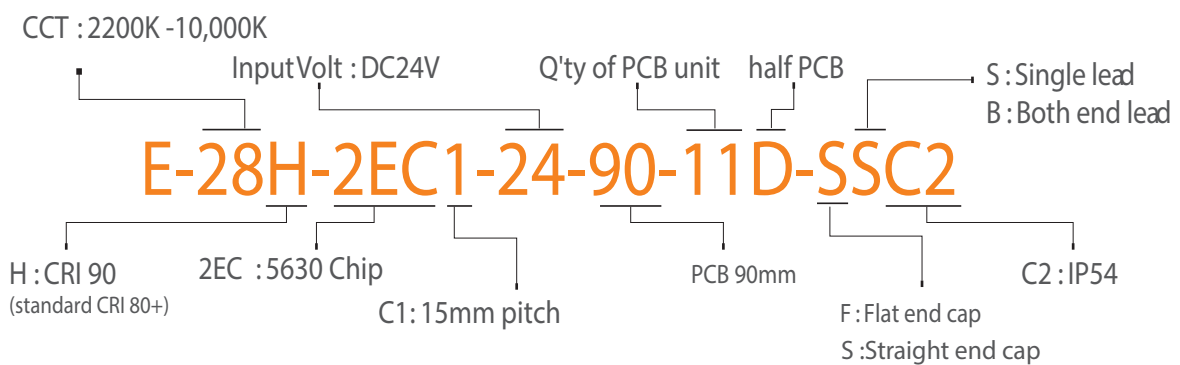 CCT : 2200K -10,000K
Input Volt : DC24V
Q'ty of PCB unit
half PCB
S : Single lead
B : Both end lead
E-28H-2EC1-24-90-11D-SSC2
H : CRI 90
(standard CRI 80+)
2EC : 5630 Chip
C1: 15mm pitch
PCB 90mm
F : Flat end cap
S :Straight end cap
C2 : IP54